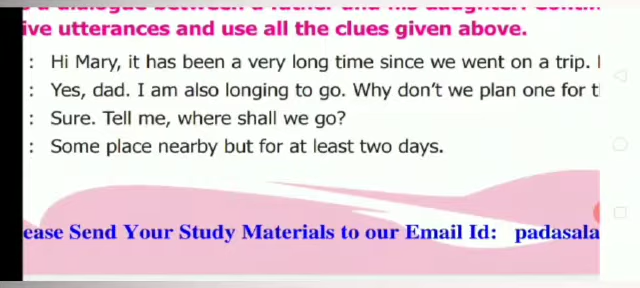 ive utterances and use all the clues given above.
: Hi Mary, it has been a very long time since we went on a trip.
: Yes, dad. I am also longing to go. Why don't we plan one for t
: Sure. Tell me, where shall we go?
: Some place nearby but for at least two days.
ease Send Your Study Materials to our Email Id: padasala